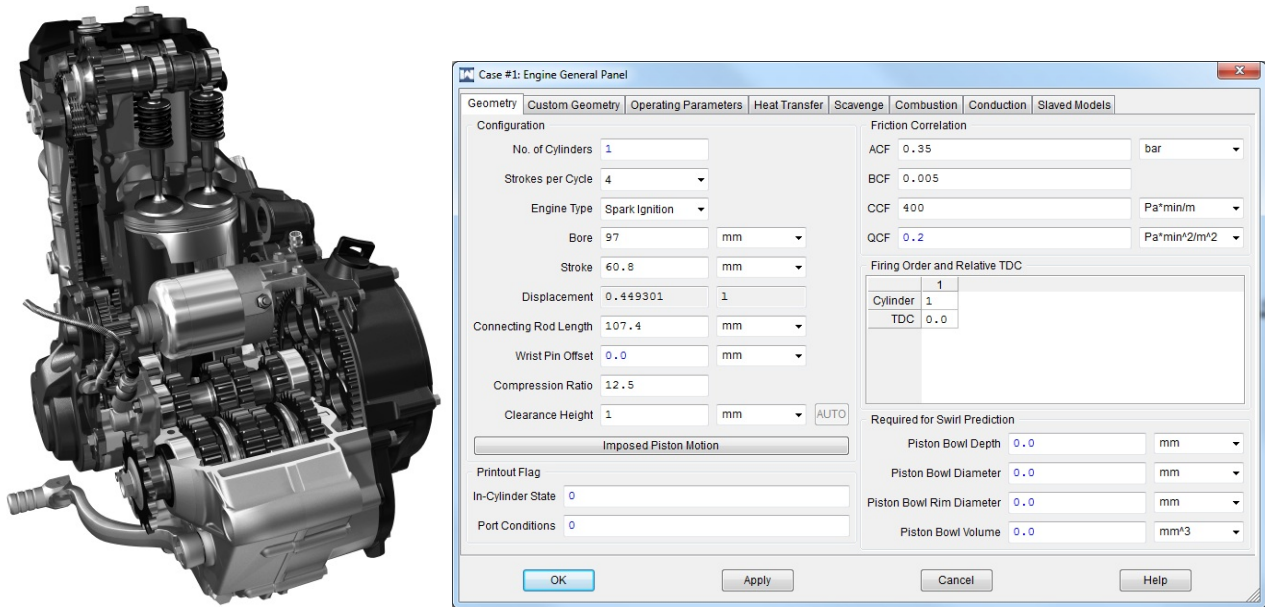 Case #1: Engine General Panel
Geometry Custom Geometry Operating Parameters Heat Transfer Scavenge Combustion Conduction Slaved Models
Configuration
No. of Cylinders 1
Strokes per Cycle 4
Engine Type Spark Ignition
Bore 97 mm
Stroke 60.8 mm
Displacement 0.449301 l
Connecting Rod Length 107.4 mm
Wrist Pin Offset 0.0 mm
Compression Ratio 12.5
Clearance Height 1 mm AUTO
Imposed Piston Motion
Printout Flag
In-Cylinder State 0
Port Conditions 0
Friction Correlation
ACF 0.35 bar
BCF 0.005
CCF 400 Pa*min/m
QCF 0.2 Pa*min^2/m^2
Firing Order and Relative TDC
1
Cylinder 1
TDC 0.0
Required for Swirl Prediction
Piston Bowl Depth 0.0 mm
Piston Bowl Diameter 0.0 mm
Piston Bowl Rim Diameter 0.0 mm
Piston Bowl Volume 0.0 mm^3
OK Apply Cancel Help